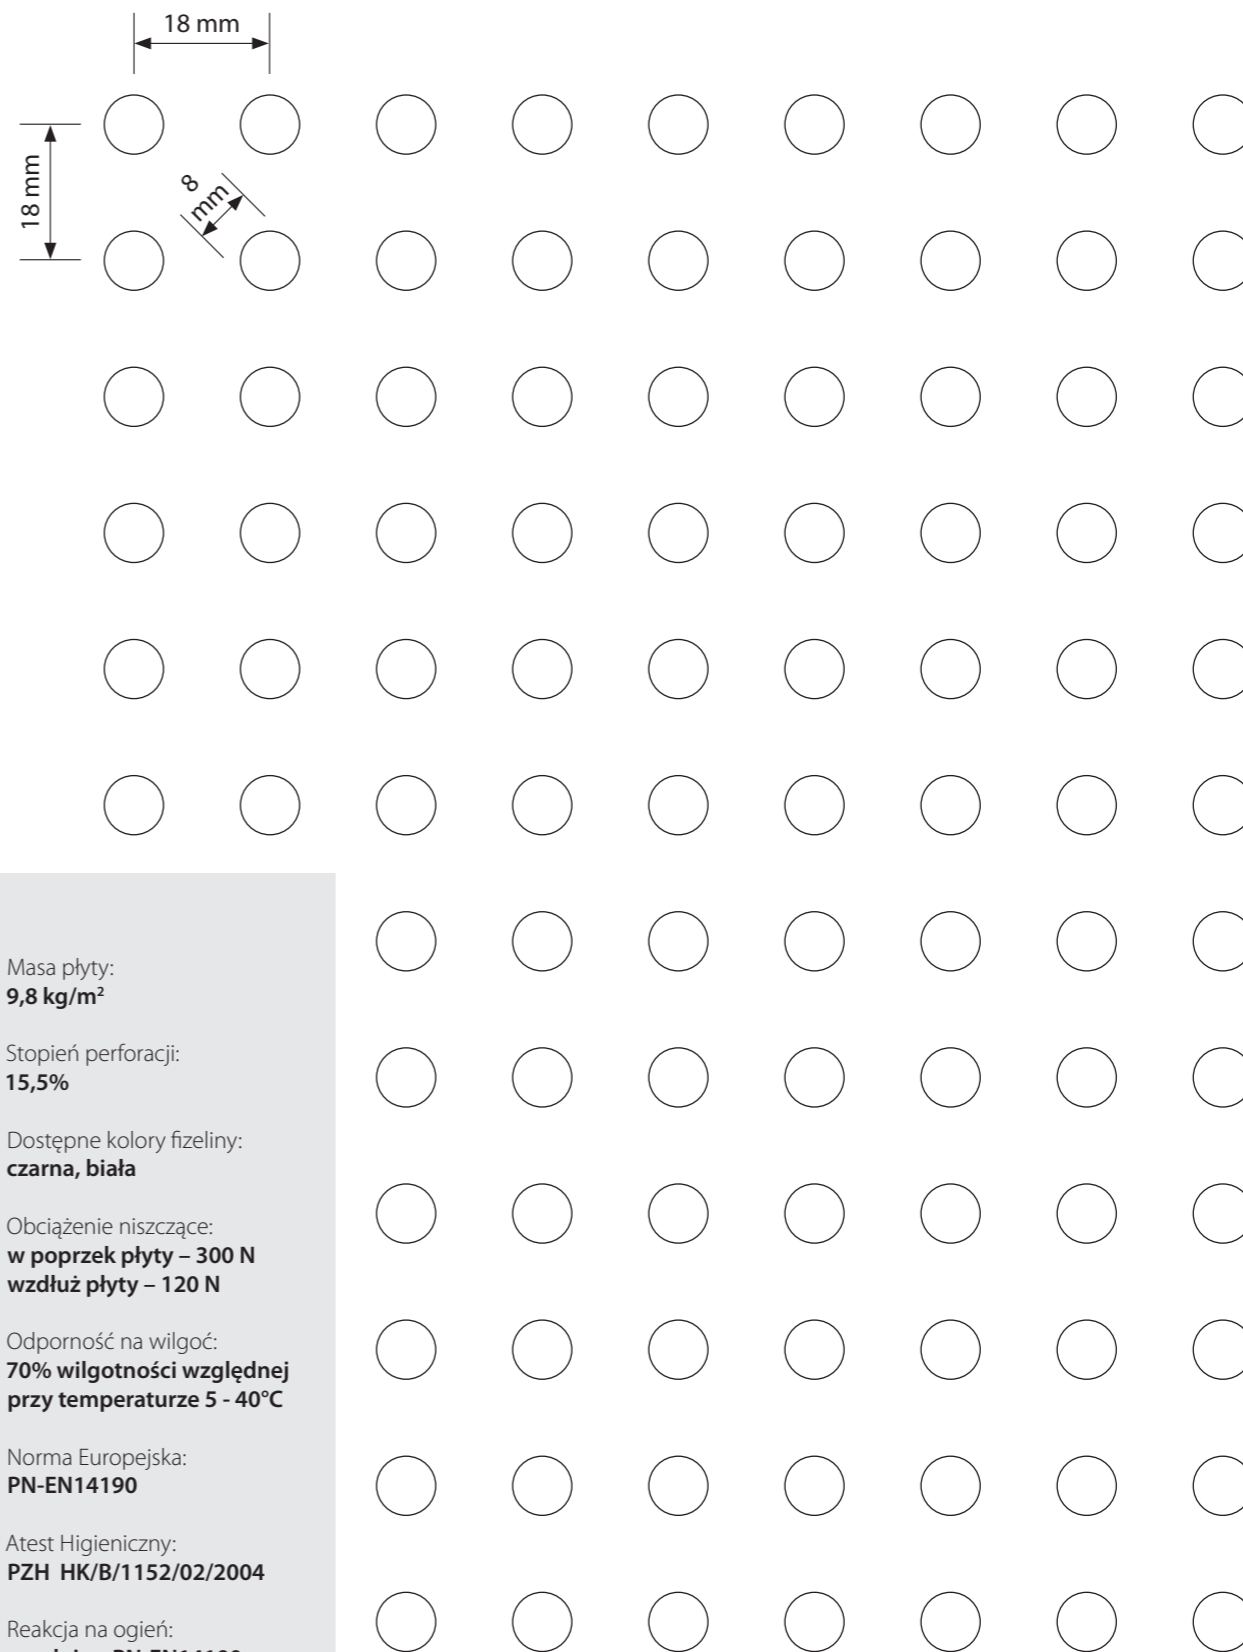 18 mm
18 mm
8
mm
Masa płyty:
9,8 kg/m²
Stopień perforacji:
15,5%
Dostępne kolory fizeliny:
czarna, biała
Obciążenie niszczące:
w poprzek płyty – 300 N
wzdłuż płyty – 120 N
Odporność na wilgoć:
70% wilgotności względnej
przy temperaturze 5 - 40°C
Norma Europejska:
PN-EN14190
Atest Higieniczny:
PZH HK/B/1152/02/2004
Reakcja na ogień:
PN-EN14190